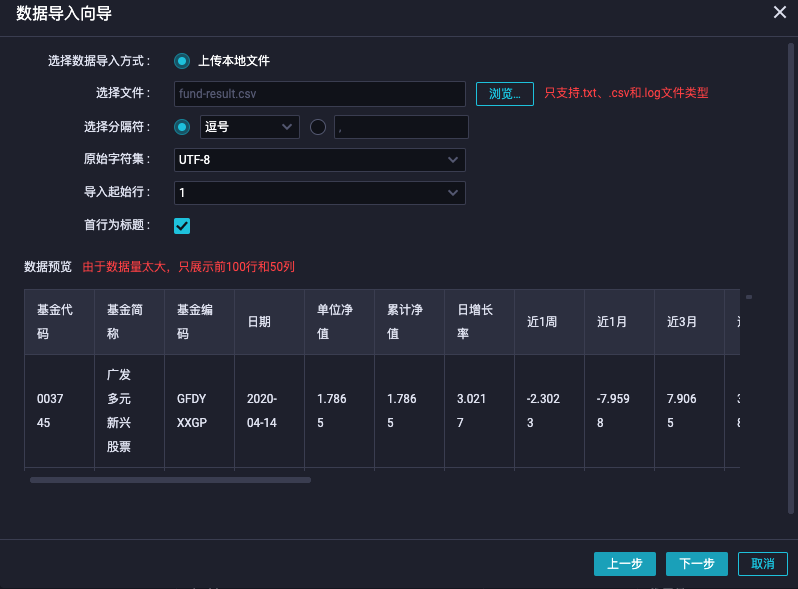 数据导入向导
选择数据导入方式： 上传本地文件
选择文件： fund-result.csv 浏览... 只支持.txt、.csv和.log文件类型
选择分隔符： 逗号 ,
原始字符集： UTF-8
导入起始行： 1
首行为标题：
数据预览 由于数据量太大，只展示前100行和50列
基金代码 基金简称 基金编码 日期 单位净值 累计净值 日增长率 近1周 近1月 近3月
003745 广发多元新兴股票 GFDYXXGP 2020-04-14 1.7865 1.7865 3.0217 -2.3023 -7.9598 7.9065
上一步 下一步 取消